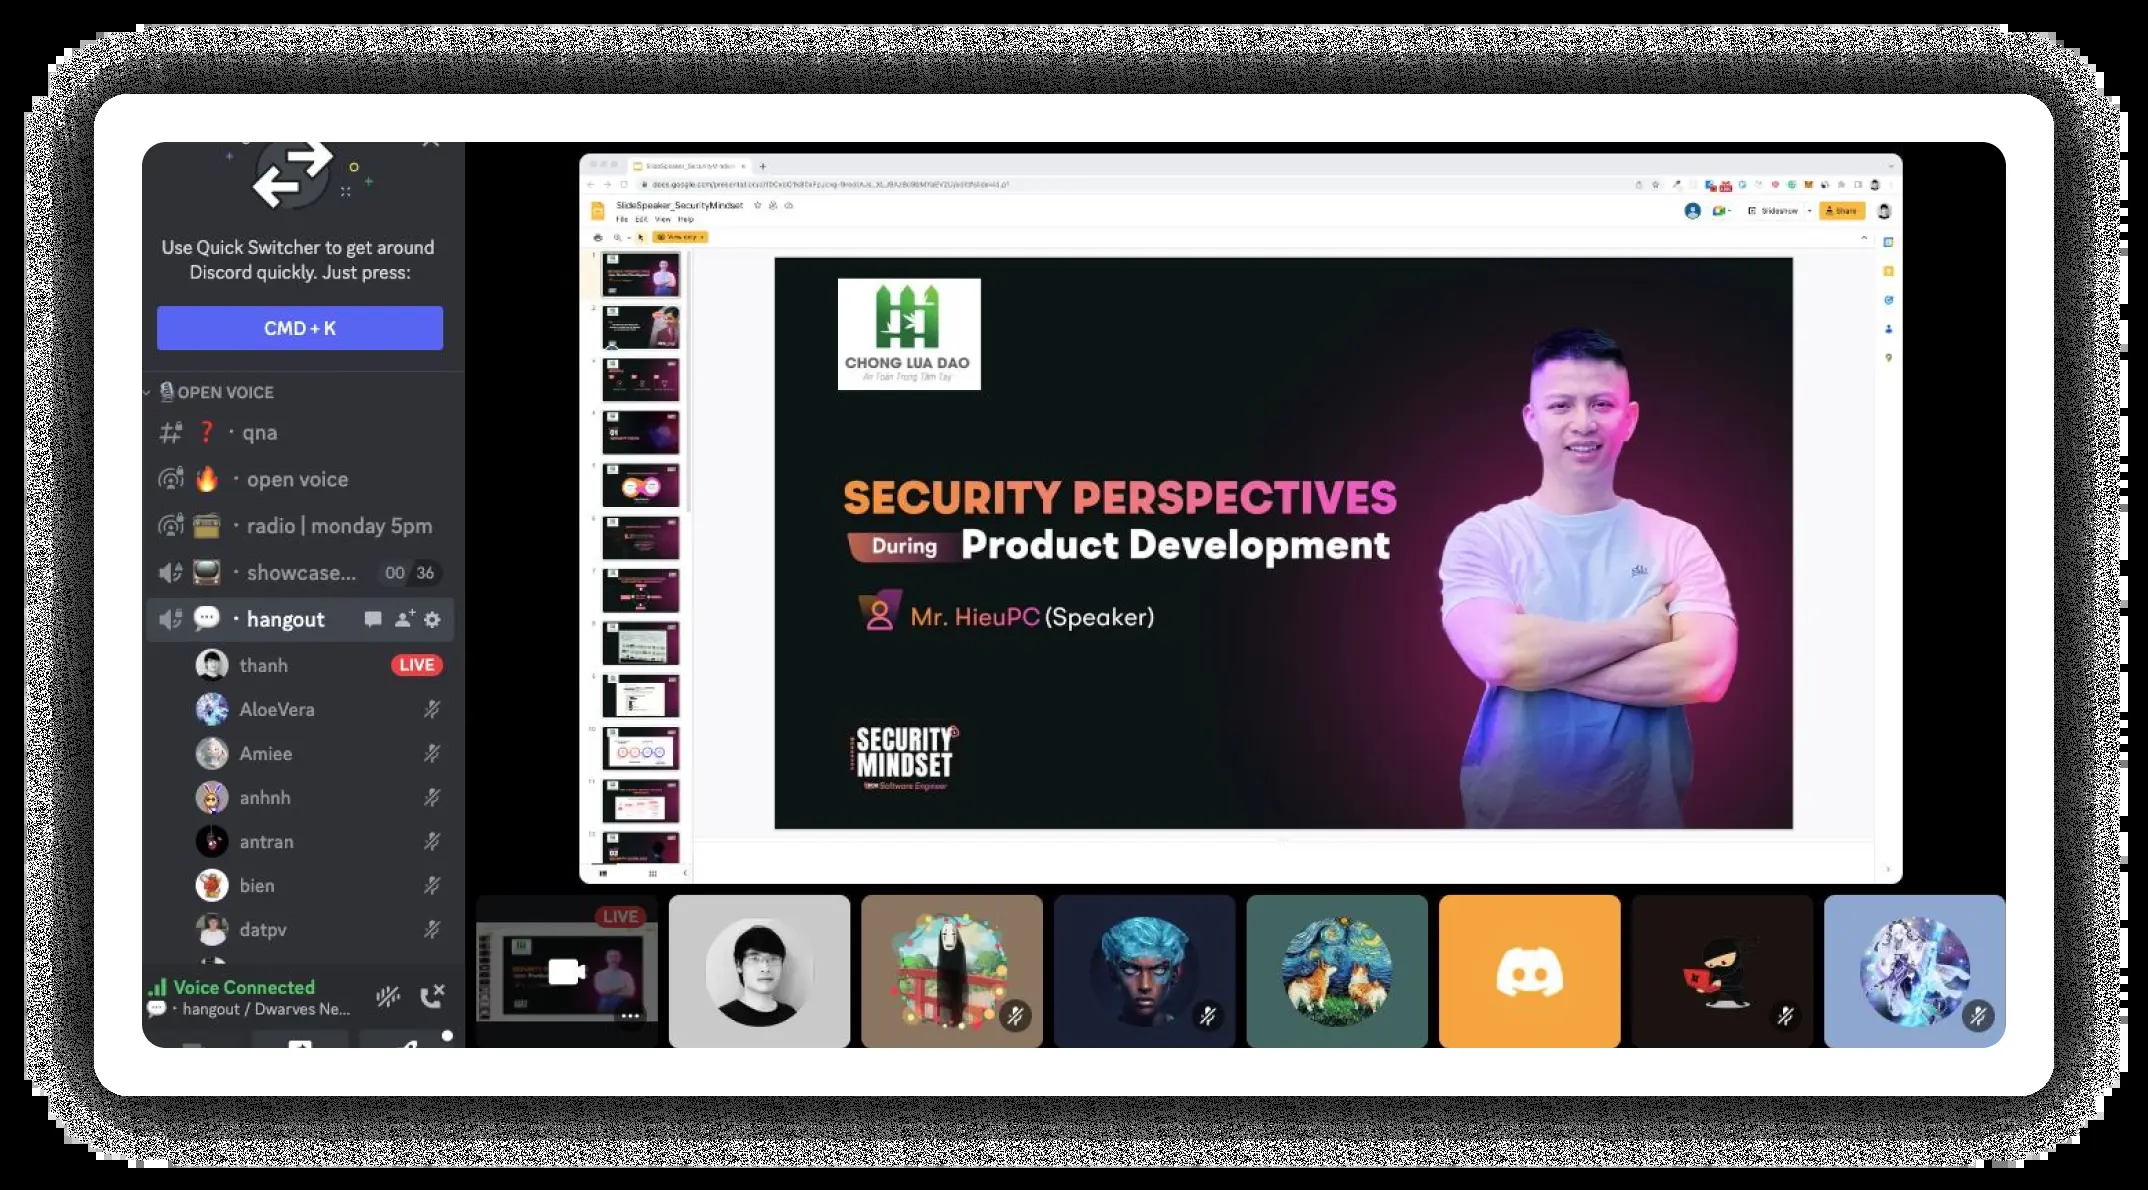 Use Quick Switcher to get around
Discord quickly. Just press:
CMD + K
OPEN VOICE
qna
open voice
radio | monday 5pm
showcase... 00 36
hangout
thanh LIVE
AloeVera
Amiee
anhnh
antran
bien
datpv
Voice Connected
hangout / Dwarves Ne...
SlideSpeaker_SecurityMindset
SlideSpeaker_SecurityMindset
File Edit View Help
Slideshow
Share
View only
CHONG LUA DAO
An Toàn Trong Tầm Tay
SECURITY PERSPECTIVES
During Product Development
Mr. HieuPC (Speaker)
SECURITY
MINDSET
Software Engineer
LIVE